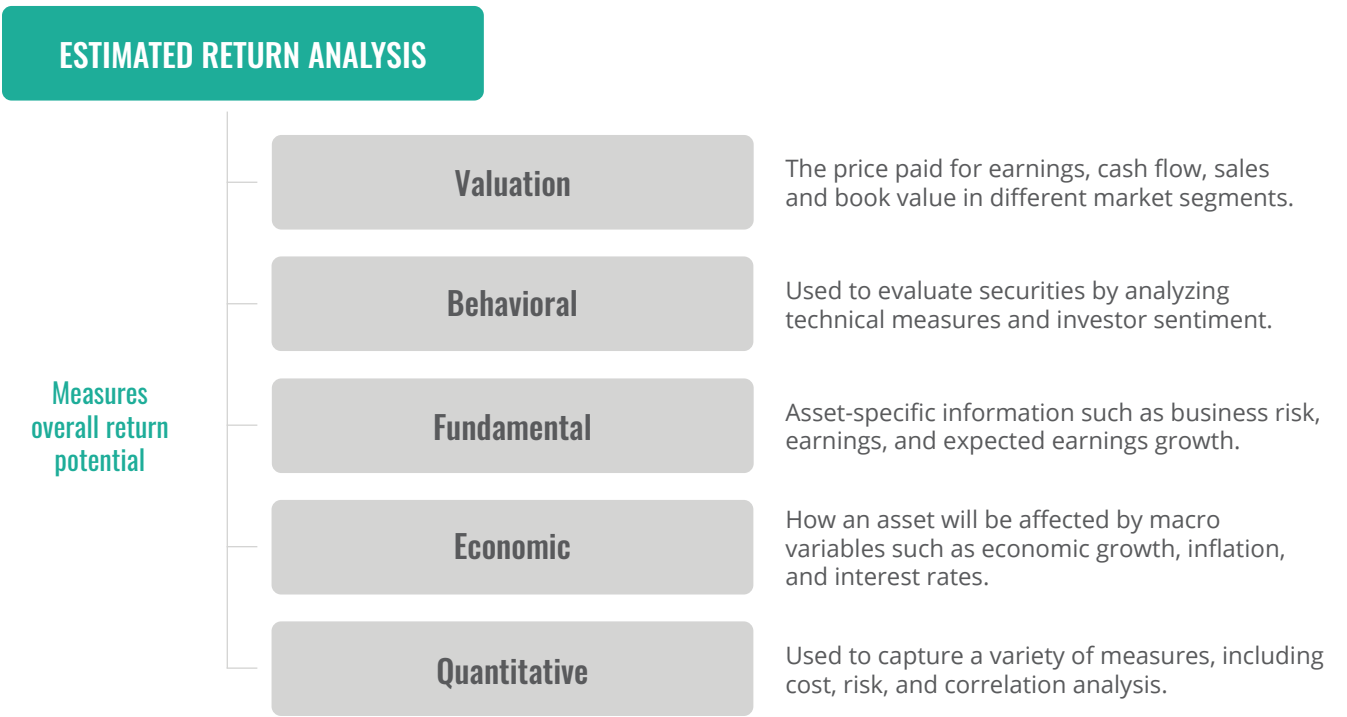 ESTIMATED RETURN ANALYSIS
Valuation
The price paid for earnings, cash flow, sales
and book value in different market segments.
Behavioral
Used to evaluate securities by analyzing
technical measures and investor sentiment.
Measures
overall return
potential
Fundamental
Asset-specific information such as business risk,
earnings, and expected earnings growth.
Economic
How an asset will be affected by macro
variables such as economic growth, inflation,
and interest rates.
Quantitative
Used to capture a variety of measures, including
cost, risk, and correlation analysis.